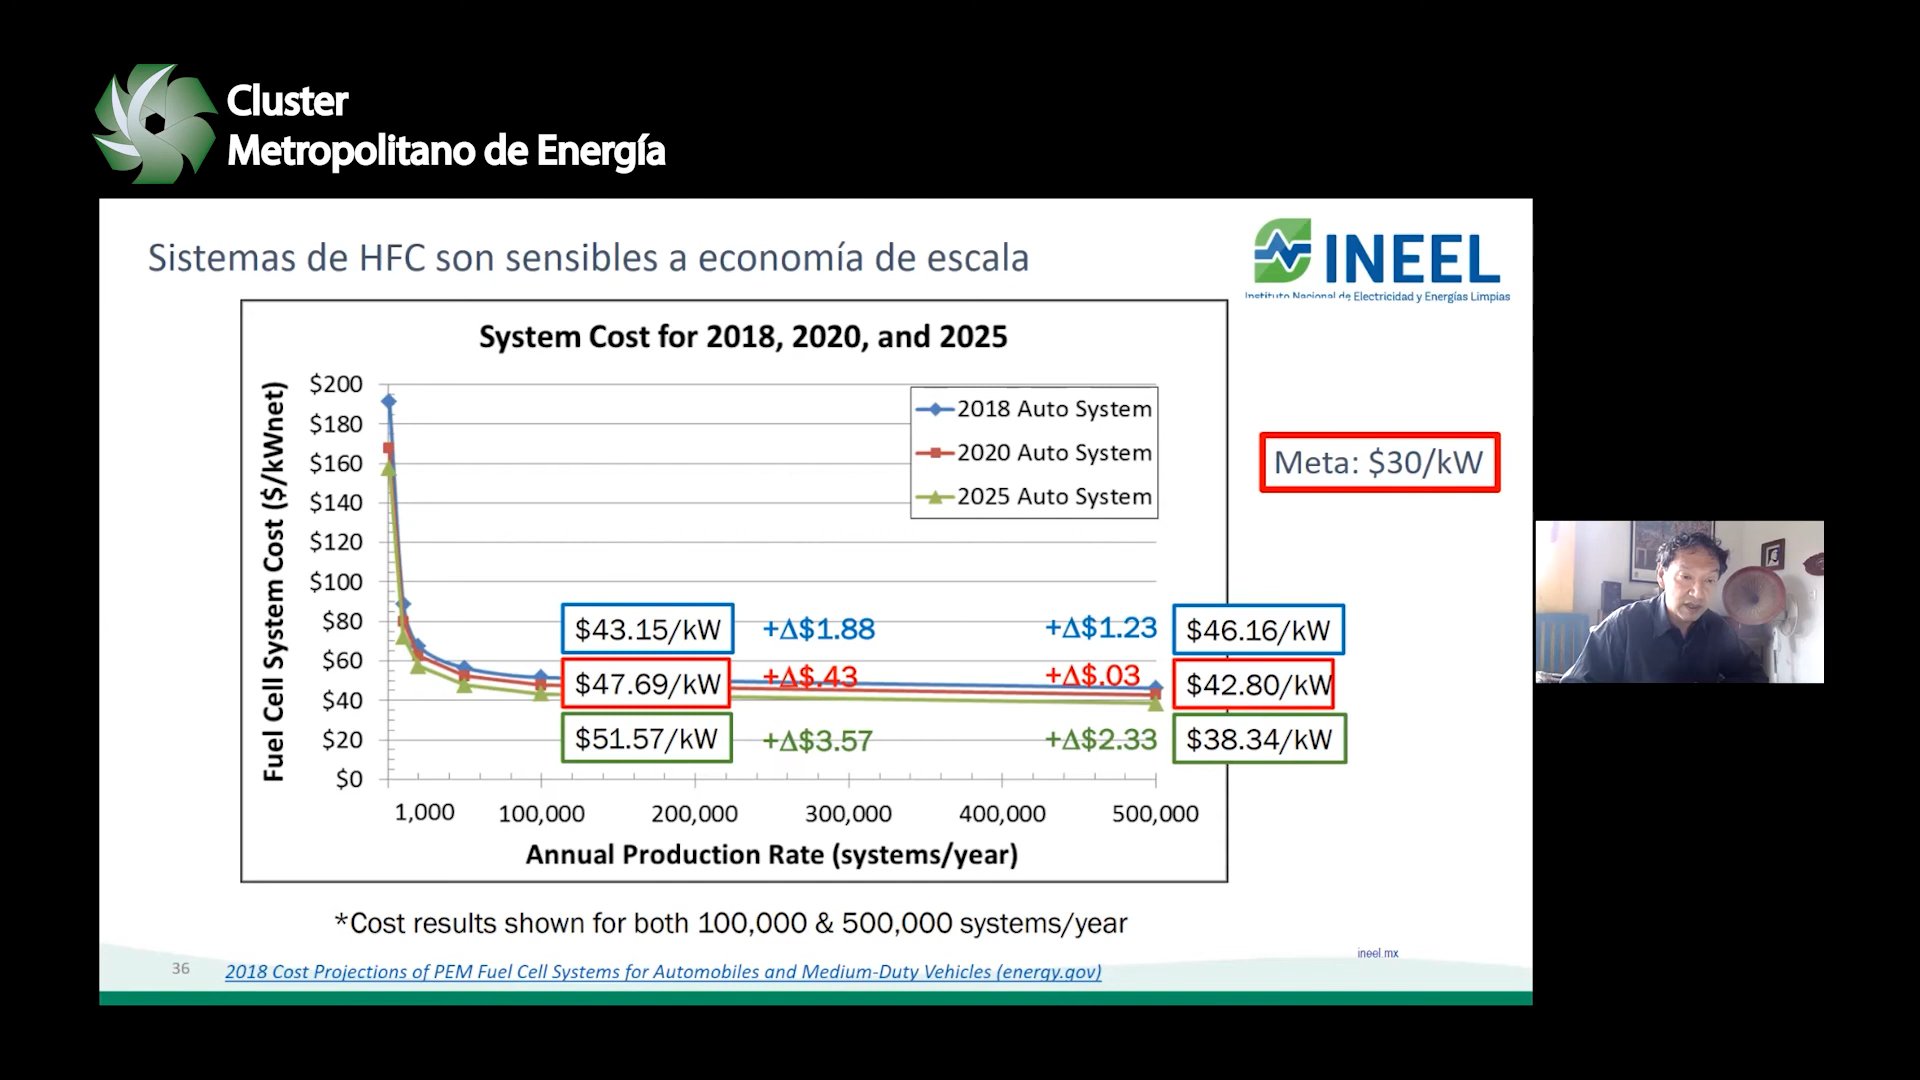 Cluster
Metropolitano de Energía
Sistemas de HFC son sensibles a economía de escala
INEEL
Instituto Nacional de Electricidad y Energías Limpias
System Cost for 2018, 2020, and 2025
Fuel Cell System Cost ($/kWnet)
$200
$180
$160
$140
$120
$100
$80
$60
$40
$20
$0
2018 Auto System
2020 Auto System
2025 Auto System
Meta: $30/kW
$43.15/kW +Δ$1.88 +Δ$1.23 $46.16/kW
$47.69/kW +Δ$.43 +Δ$.03 $42.80/kW
$51.57/kW +Δ$3.57 +Δ$2.33 $38.34/kW
1,000 100,000 200,000 300,000 400,000 500,000
Annual Production Rate (systems/year)
*Cost results shown for both 100,000 & 500,000 systems/year
ineel.mx
36 2018 Cost Projections of PEM Fuel Cell Systems for Automobiles and Medium-Duty Vehicles (energy.gov)